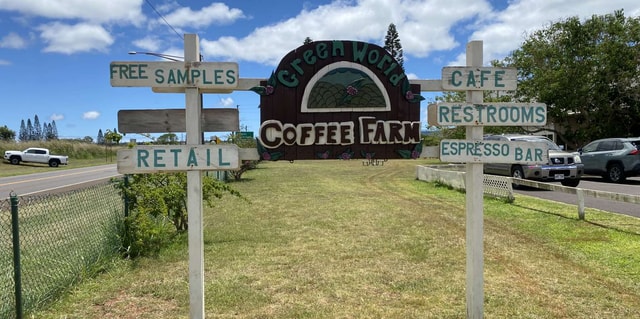 Green World
COFFEE FARM
FREE SAMPLES
RETAIL
CAFE
RESTROOMS
ESPRESSO BAR